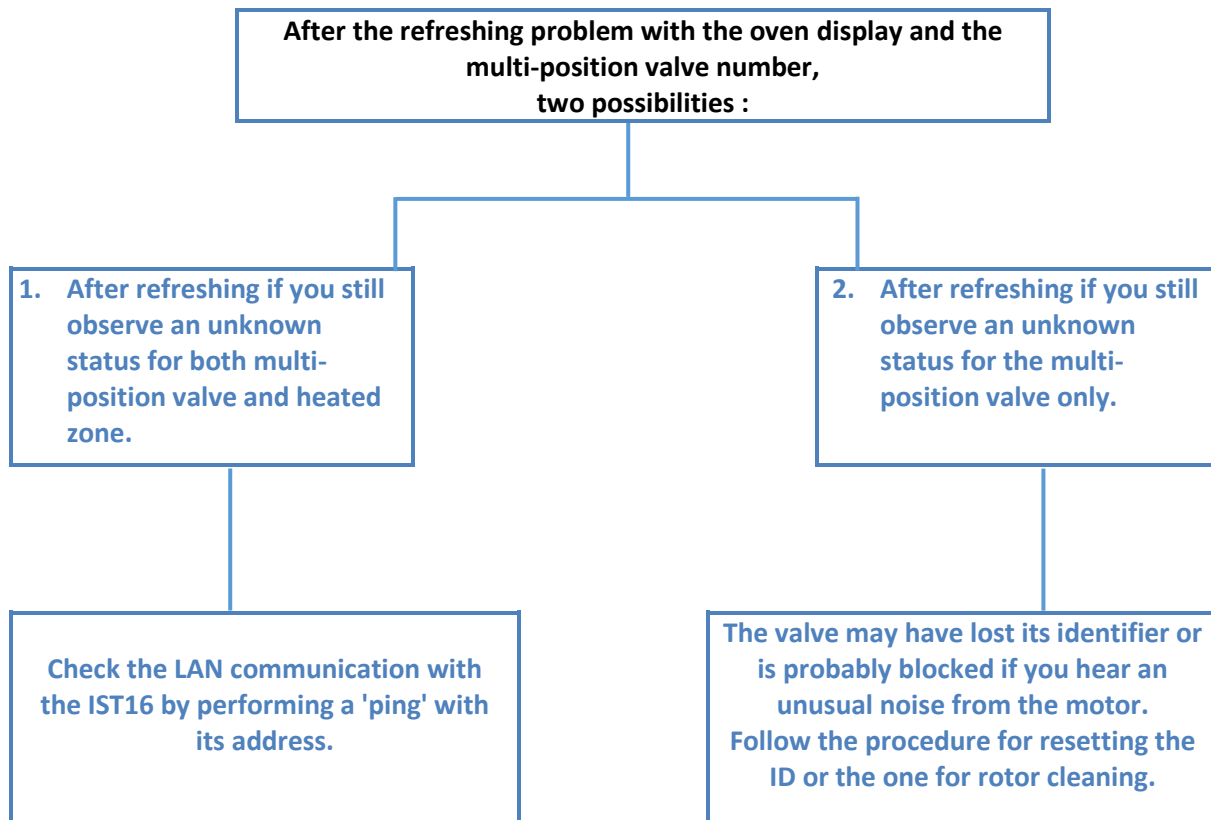 After the refreshing problem with the oven display and the
multi-position valve number,
two possibilities :
1. After refreshing if you still
observe an unknown
status for both multi-
position valve and heated
zone.
2. After refreshing if you still
observe an unknown
status for the multi-
position valve only.
Check the LAN communication with
the IST16 by performing a 'ping' with
its address.
The valve may have lost its identifier or
is probably blocked if you hear an
unusual noise from the motor.
Follow the procedure for resetting the
ID or the one for rotor cleaning.